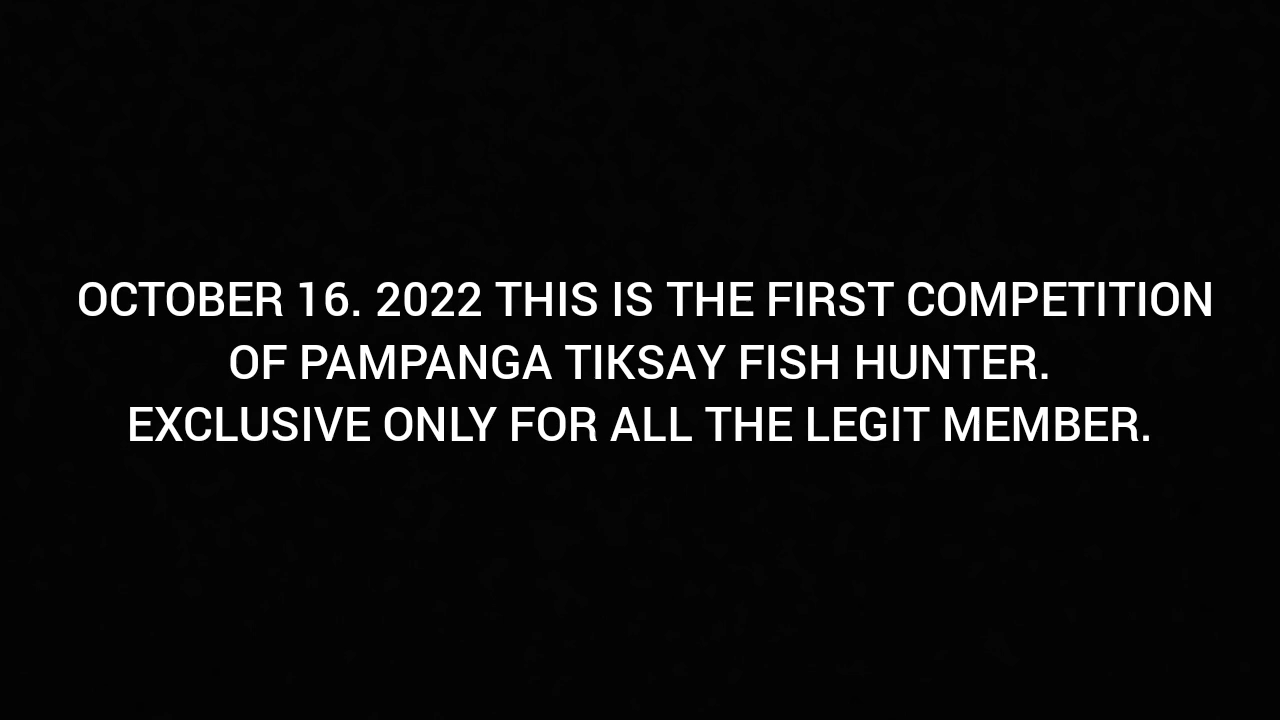 OCTOBER 16. 2022 THIS IS THE FIRST COMPETITION
OF PAMPANGA TIKSAY FISH HUNTER.
EXCLUSIVE ONLY FOR ALL THE LEGIT MEMBER.